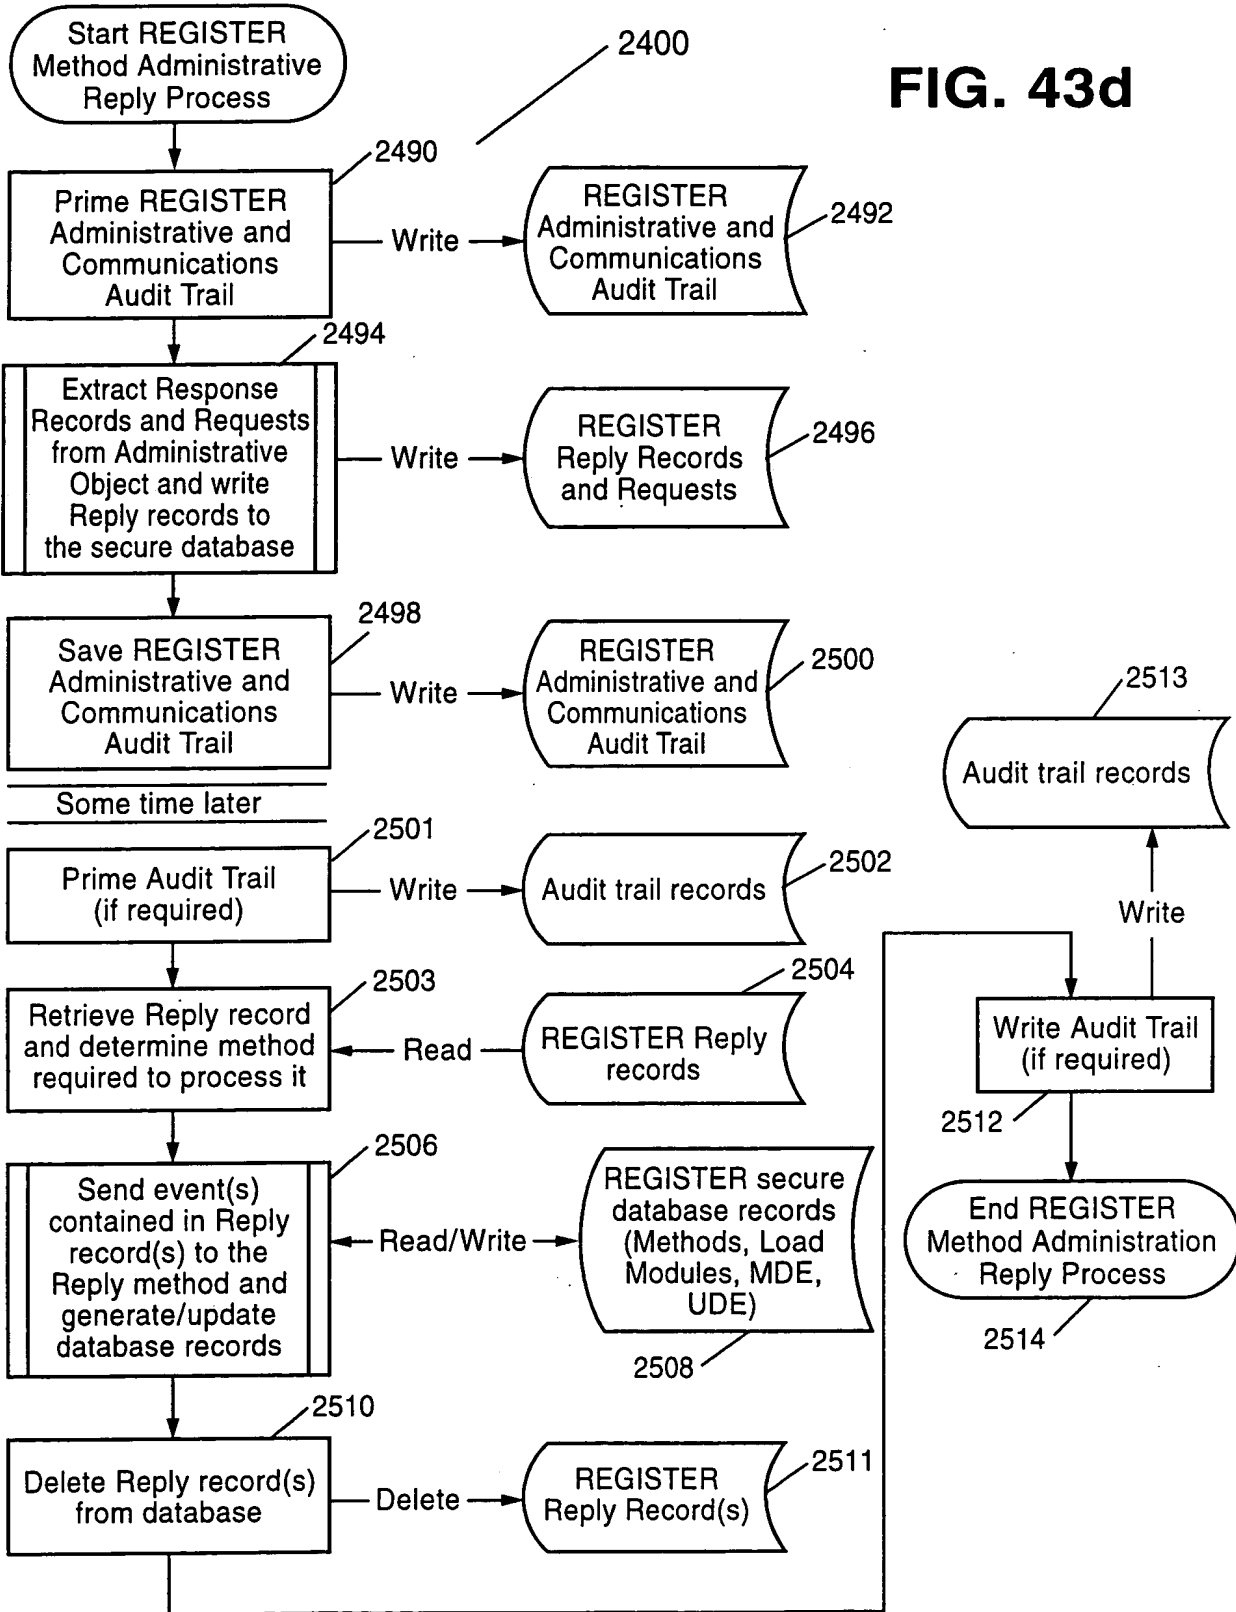 Start REGISTER
Method Administrative
Reply Process
2400
FIG. 43d
2490
Prime REGISTER
Administrative and
Communications
Audit Trail
Write
REGISTER
Administrative and
Communications
Audit Trail
2492
2494
Extract Response
Records and Requests
from Administrative
Object and write
Reply records to
the secure database
Write
REGISTER
Reply Records
and Requests
2496
2498
Save REGISTER
Administrative and
Communications
Audit Trail
Write
REGISTER
Administrative and
Communications
Audit Trail
2500
Some time later
2501
Prime Audit Trail
(if required)
Write
Audit trail records
2502
2503
Retrieve Reply record
and determine method
required to process it
Read
REGISTER Reply
records
2504
2506
Send event(s)
contained in Reply
record(s) to the
Reply method and
generate/update
database records
Read/Write
REGISTER secure
database records
(Methods, Load
Modules, MDE,
UDE)
2508
2510
Delete Reply record(s)
from database
Delete
REGISTER
Reply Record(s)
2511
2513
Audit trail records
Write
Write Audit Trail
(if required)
2512
End REGISTER
Method Administration
Reply Process
2514